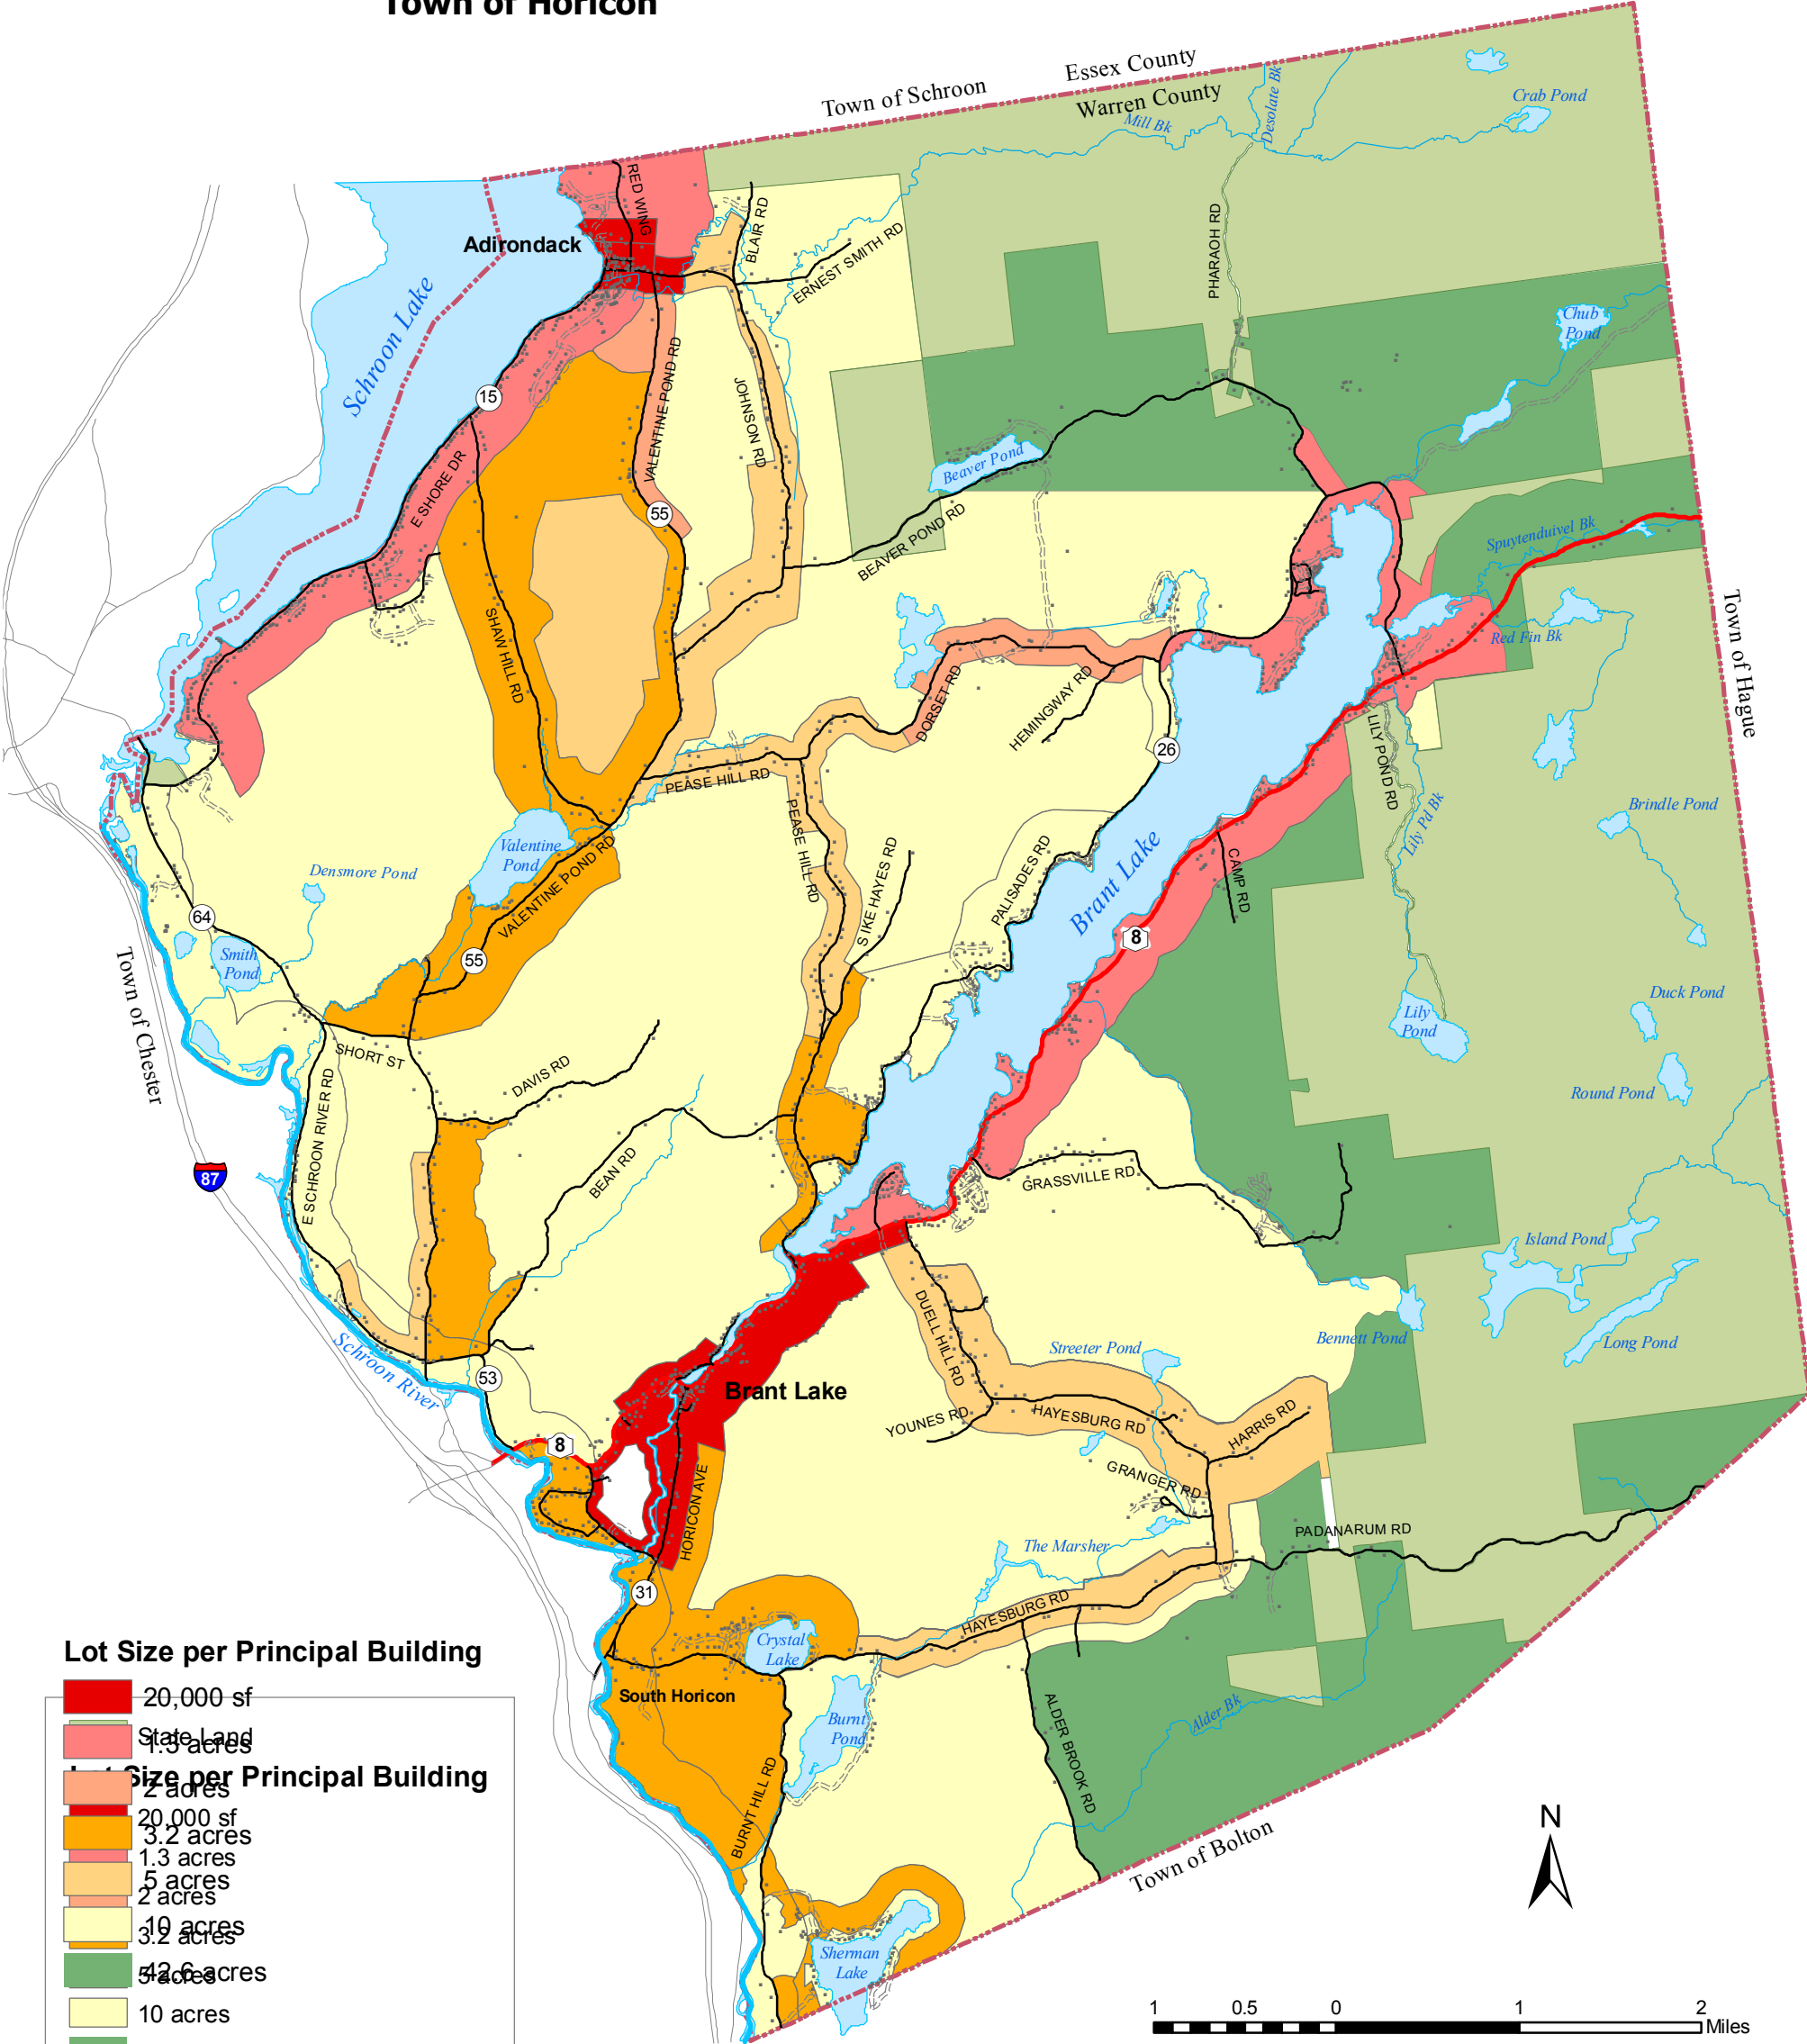 Town of Horicon
Town of Schroon
Essex County
Warren County
Mill Bk
Desolate Bk
Crab Pond
RED WING
Adirondack
BLAIR RD
ERNEST SMITH RD
PHARAOH RD
Schroon Lake
Chub
Pond
15
VALENTINE POND RD
JOHNSON RD
E SHORE DR
Beaver Pond
55
BEAVER POND RD
Spuytenduivel Bk
Town of Hague
Red Fin Bk
SHAW HILL RD
DORSET RD
HEMINGWAY RD
26
LILY POND RD
PEASE HILL RD
PEASE HILL RD
Brindle Pond
Lily Pd Bk
Valentine
Pond
VALENTINE POND RD
Densmore Pond
S IKE HAYES RD
PALISADES RD
Brant Lake
CAMP RD
8
64
55
Smith
Pond
Town of Chester
Duck Pond
Lily
Pond
SHORT ST
DAVIS RD
Round Pond
E SCHROON RIVER RD
87
BEAN RD
GRASSVILLE RD
Island Pond
DUELL HILL RD
Bennett Pond
Long Pond
Streeter Pond
Schroon River
53
Brant Lake
YOUNES RD
HAYESBURG RD
HARRIS RD
8
GRANGER RD
HORICON AVE
PADANARUM RD
The Marsher
31
HAYESBURG RD
Crystal
Lake
South Horicon
Burnt
Pond
ALDER BROOK RD
Alder Bk
BURNT HILL RD
Town of Bolton
Sherman
Lake
N
1 0.5 0 1 2
Miles
Lot Size per Principal Building
20,000 sf
State Land
1.3 acres
Lot Size per Principal Building
2 acres
20,000 sf
3.2 acres
1.3 acres
5 acres
2 acres
10 acres
3.2 acres
42.6 acres
5 acres
10 acres